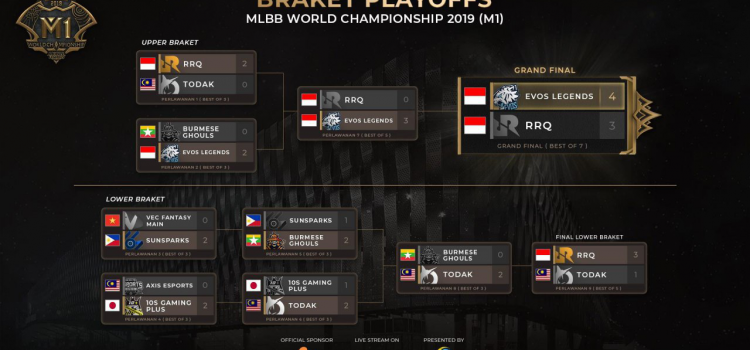 BRAKET PLAYOFFS
MLBB WORLD CHAMPIONSHIP 2019 (M1)
2019
M1
WORLD CHAMPIONSHIP
UPPER BRAKET
RRQ 2
TODAK 0
PERLAWANAN 1 ( BEST OF 3 )
BURMESE GHOULS 0
EVOS LEGENDS 2
PERLAWANAN 2 ( BEST OF 3 )
RRQ 0
EVOS LEGENDS 3
PERLAWANAN 7 ( BEST OF 5 )
GRAND FINAL
EVOS LEGENDS 4
RRQ 3
GRAND FINAL ( BEST OF 7 )
LOWER BRAKET
VEC FANTASY MAIN 0
SUNSPARKS 2
PERLAWANAN 3 ( BEST OF 3 )
AXIS ESPORTS 0
10S GAMING PLUS 2
PERLAWANAN 4 ( BEST OF 3 )
SUNSPARKS 1
BURMESE GHOULS 2
PERLAWANAN 5 ( BEST OF 3 )
10S GAMING PLUS 1
TODAK 2
PERLAWANAN 6 ( BEST OF 3 )
BURMESE GHOULS 0
TODAK 2
( BEST OF 3 )
FINAL LOWER BRAKET
RRQ 3
TODAK 1
( BEST OF 5 )
OFFICIAL SPONSOR
LIVE STREAM ON
PRESENTED BY